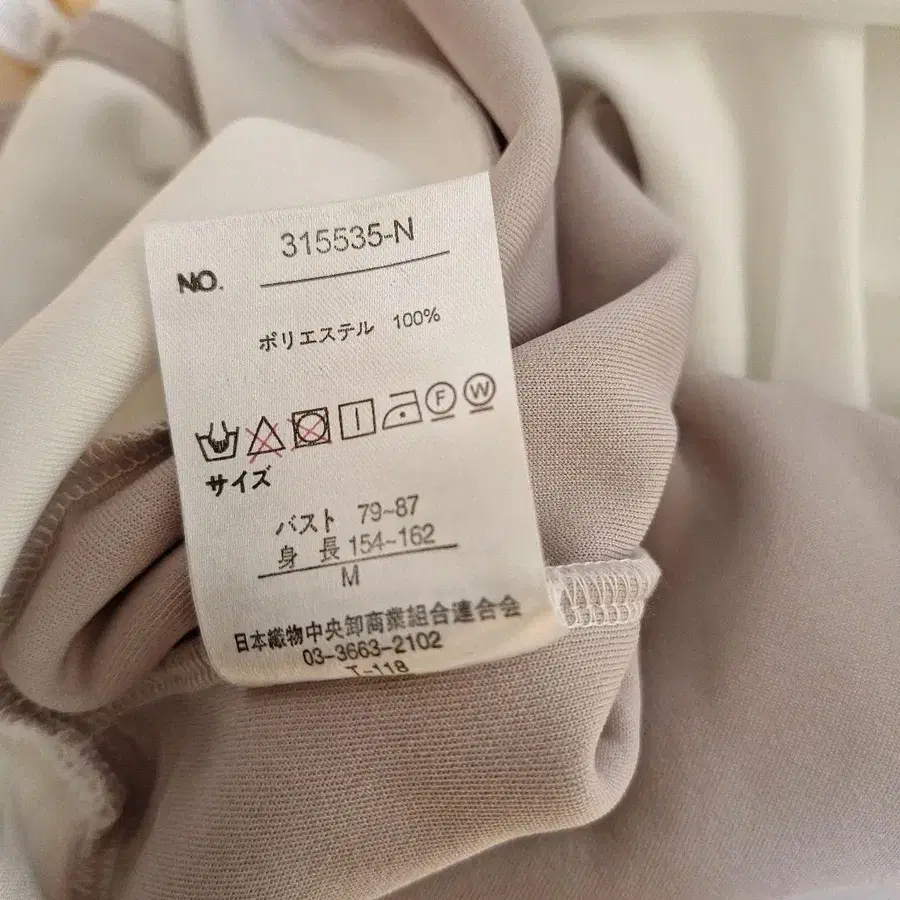 315535-N
NO.
ポリエステル 100%
F W
サイズ
バスト 79~87
身 長 154~162
M
日本織物中央卸商業組合連合会
03-3663-2102
T-118